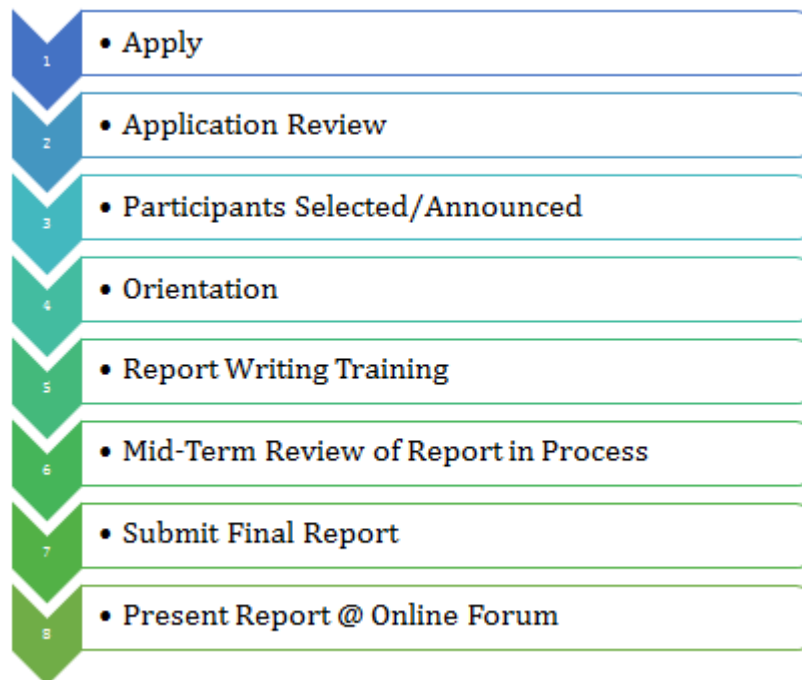 1
• Apply
2
• Application Review
3
• Participants Selected/Announced
4
• Orientation
5
• Report Writing Training
6
• Mid-Term Review of Report in Process
7
• Submit Final Report
8
• Present Report @ Online Forum